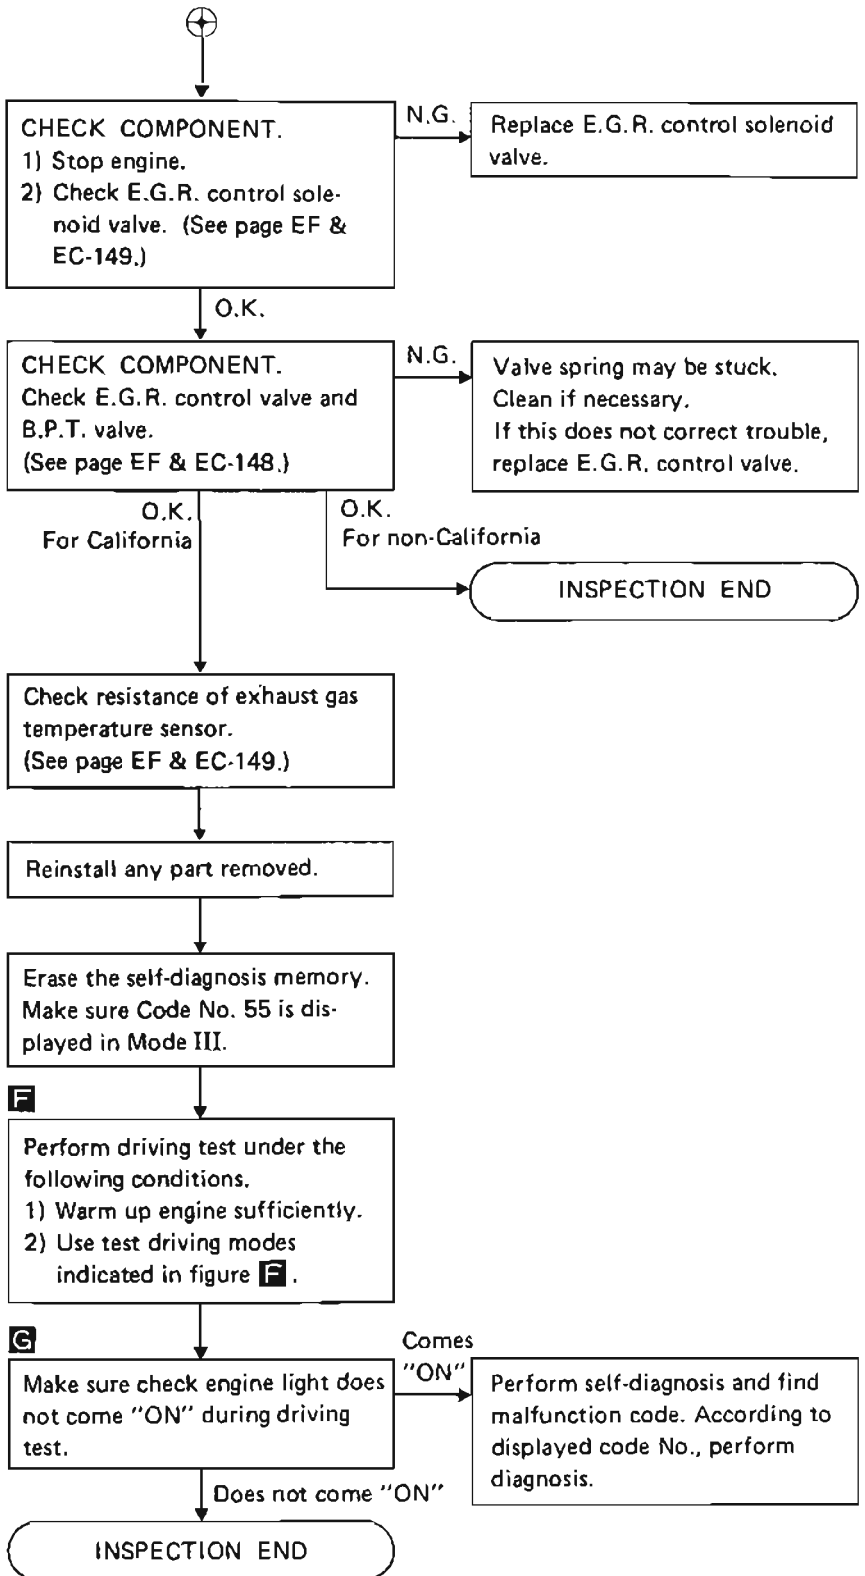 CHECK COMPONENT.
1) Stop engine.
2) Check E.G.R. control sole-
noid valve. (See page EF &
EC-149.)
N.G.
Replace E.G.R. control solenoid
valve.
O.K.
CHECK COMPONENT.
Check E.G.R. control valve and
B.P.T. valve.
(See page EF & EC-148.)
N.G.
Valve spring may be stuck.
Clean if necessary.
If this does not correct trouble,
replace E.G.R. control valve.
O.K.
For California
O.K.
For non-California
INSPECTION END
Check resistance of exhaust gas
temperature sensor.
(See page EF & EC-149.)
Reinstall any part removed.
Erase the self-diagnosis memory.
Make sure Code No. 55 is dis-
played in Mode III.
F
Perform driving test under the
following conditions.
1) Warm up engine sufficiently.
2) Use test driving modes
indicated in figure F .
G
Make sure check engine light does
not come "ON" during driving
test.
Comes
"ON"
Perform self-diagnosis and find
malfunction code. According to
displayed code No., perform
diagnosis.
Does not come "ON"
INSPECTION END